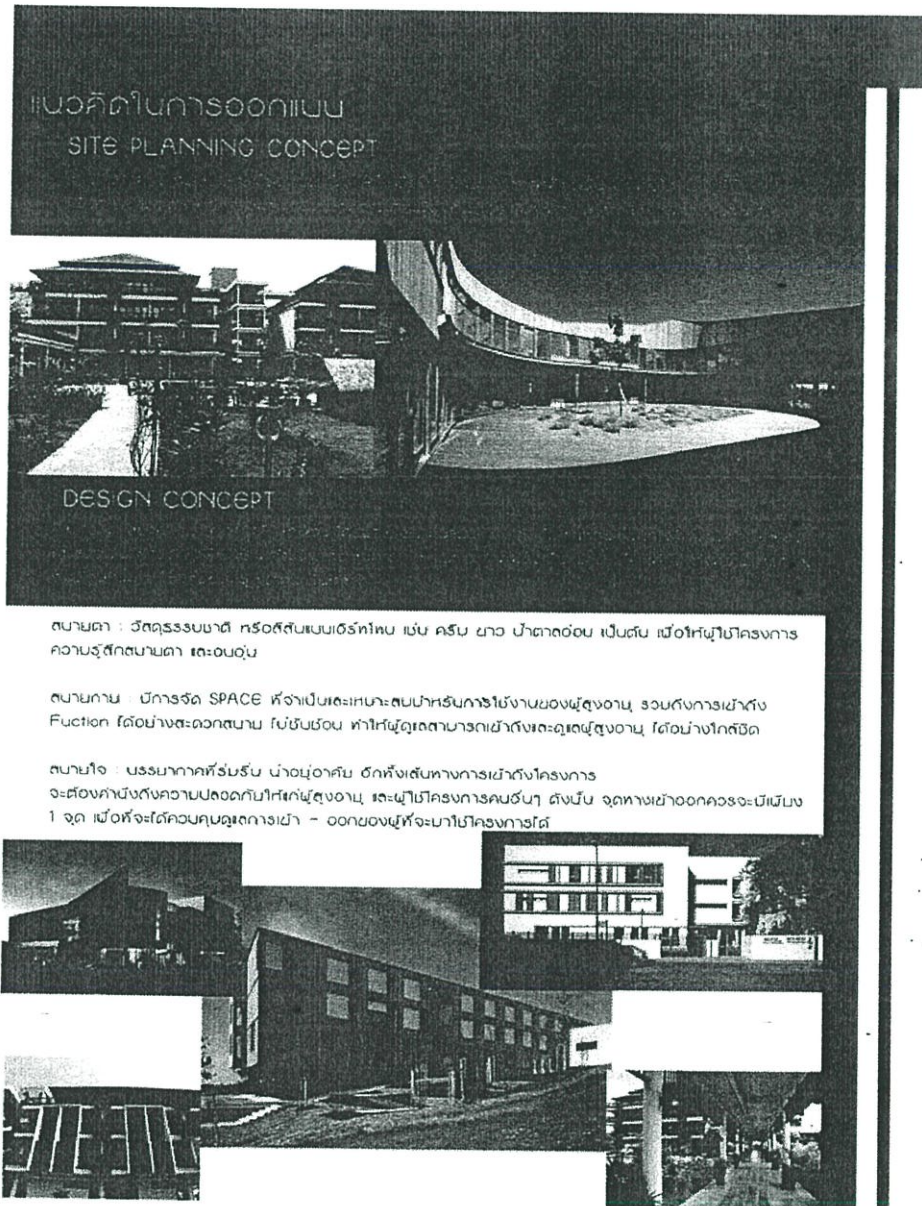 แนวคิดในการออกแบบ
SITE PLANNING CONCEPT
DESIGN CONCEPT
สบายตา : วัสดุธรรมชาติ หรือสีสันแบบเอิร์ทโทน เช่น ครีม ขาว น้ำตาลอ่อน เป็นต้น เพื่อให้ผู้ใช้โครงการ
ความรู้สึกสบายตา และอบอุ่น
สบายกาย : มีการจัด SPACE ที่จำเป็นและเหมาะสมสำหรับการใช้งานของผู้สูงอายุ รวมถึงการเข้าถึง
Fuction ได้อย่างสะดวกสบาย ไม่ซับซ้อน ทำให้ผู้ดูแลสามารถเข้าถึงและดูแลผู้สูงอายุ ได้อย่างใกล้ชิด
สบายใจ : บรรยากาศที่ร่มรื่น น่าอยู่อาศัย อีกทั้งเส้นทางการเข้าถึงโครงการ
จะต้องคำนึงถึงความปลอดภัยให้แก่ผู้สูงอายุ และผู้ใช้โครงการคนอื่นๆ ดังนั้น จุดทางเข้าออกควรจะมีเพียง
1 จุด เพื่อที่จะได้ควบคุมดูแลการเข้า - ออกของผู้ที่จะมาใช้โครงการได้